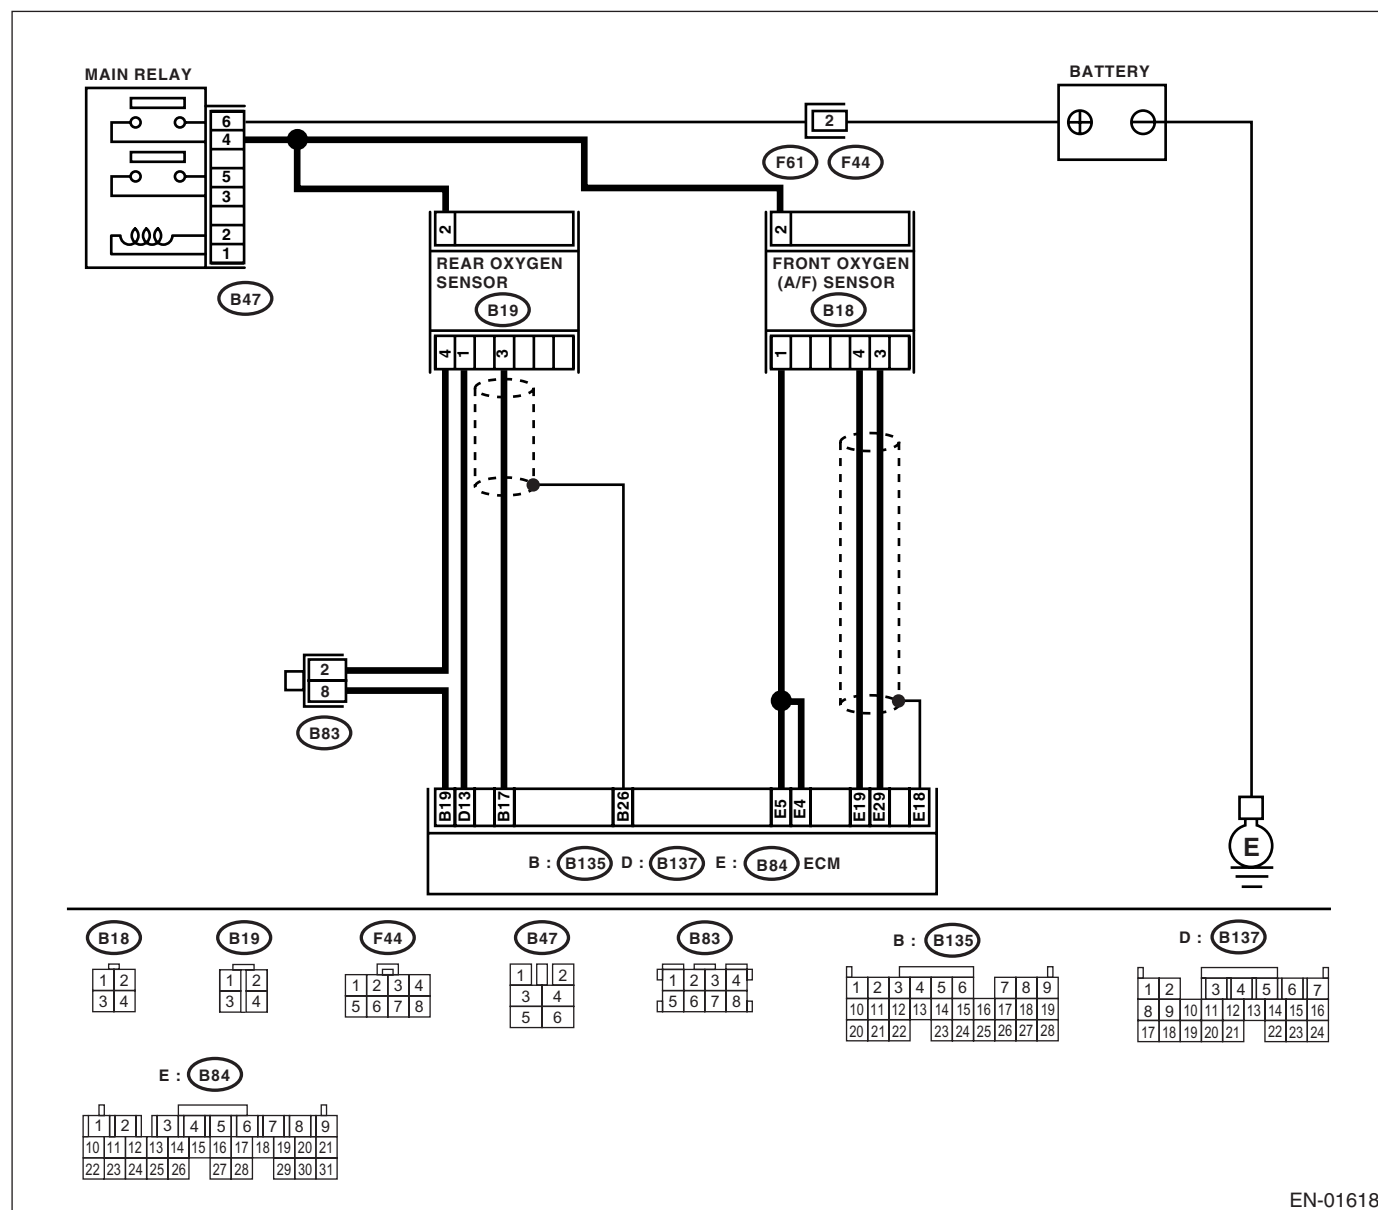 MAIN RELAY
BATTERY
6
4
5
3
2
1
B47
2
F61 F44
2
REAR OXYGEN
SENSOR
B19
4 1 3
2
FRONT OXYGEN
(A/F) SENSOR
B18
1 4 3
2
8
B83
B19 D13 B17 B26 E5 E4 E19 E29 E18
B : B135 D : B137 E : B84 ECM
E
B18
1 2
3 4
B19
1 2
3 4
F44
1 2 3 4
5 6 7 8
B47
1 2
3 4
5 6
B83
1 2 3 4
5 6 7 8
B : B135
1 2 3 4 5 6 7 8 9
10 11 12 13 14 15 16 17 18 19
20 21 22 23 24 25 26 27 28
D : B137
1 2 3 4 5 6 7
8 9 10 11 12 13 14 15 16
17 18 19 20 21 22 23 24
E : B84
1 2 3 4 5 6 7 8 9
10 11 12 13 14 15 16 17 18 19 20 21
22 23 24 25 26 27 28 29 30 31
EN-01618